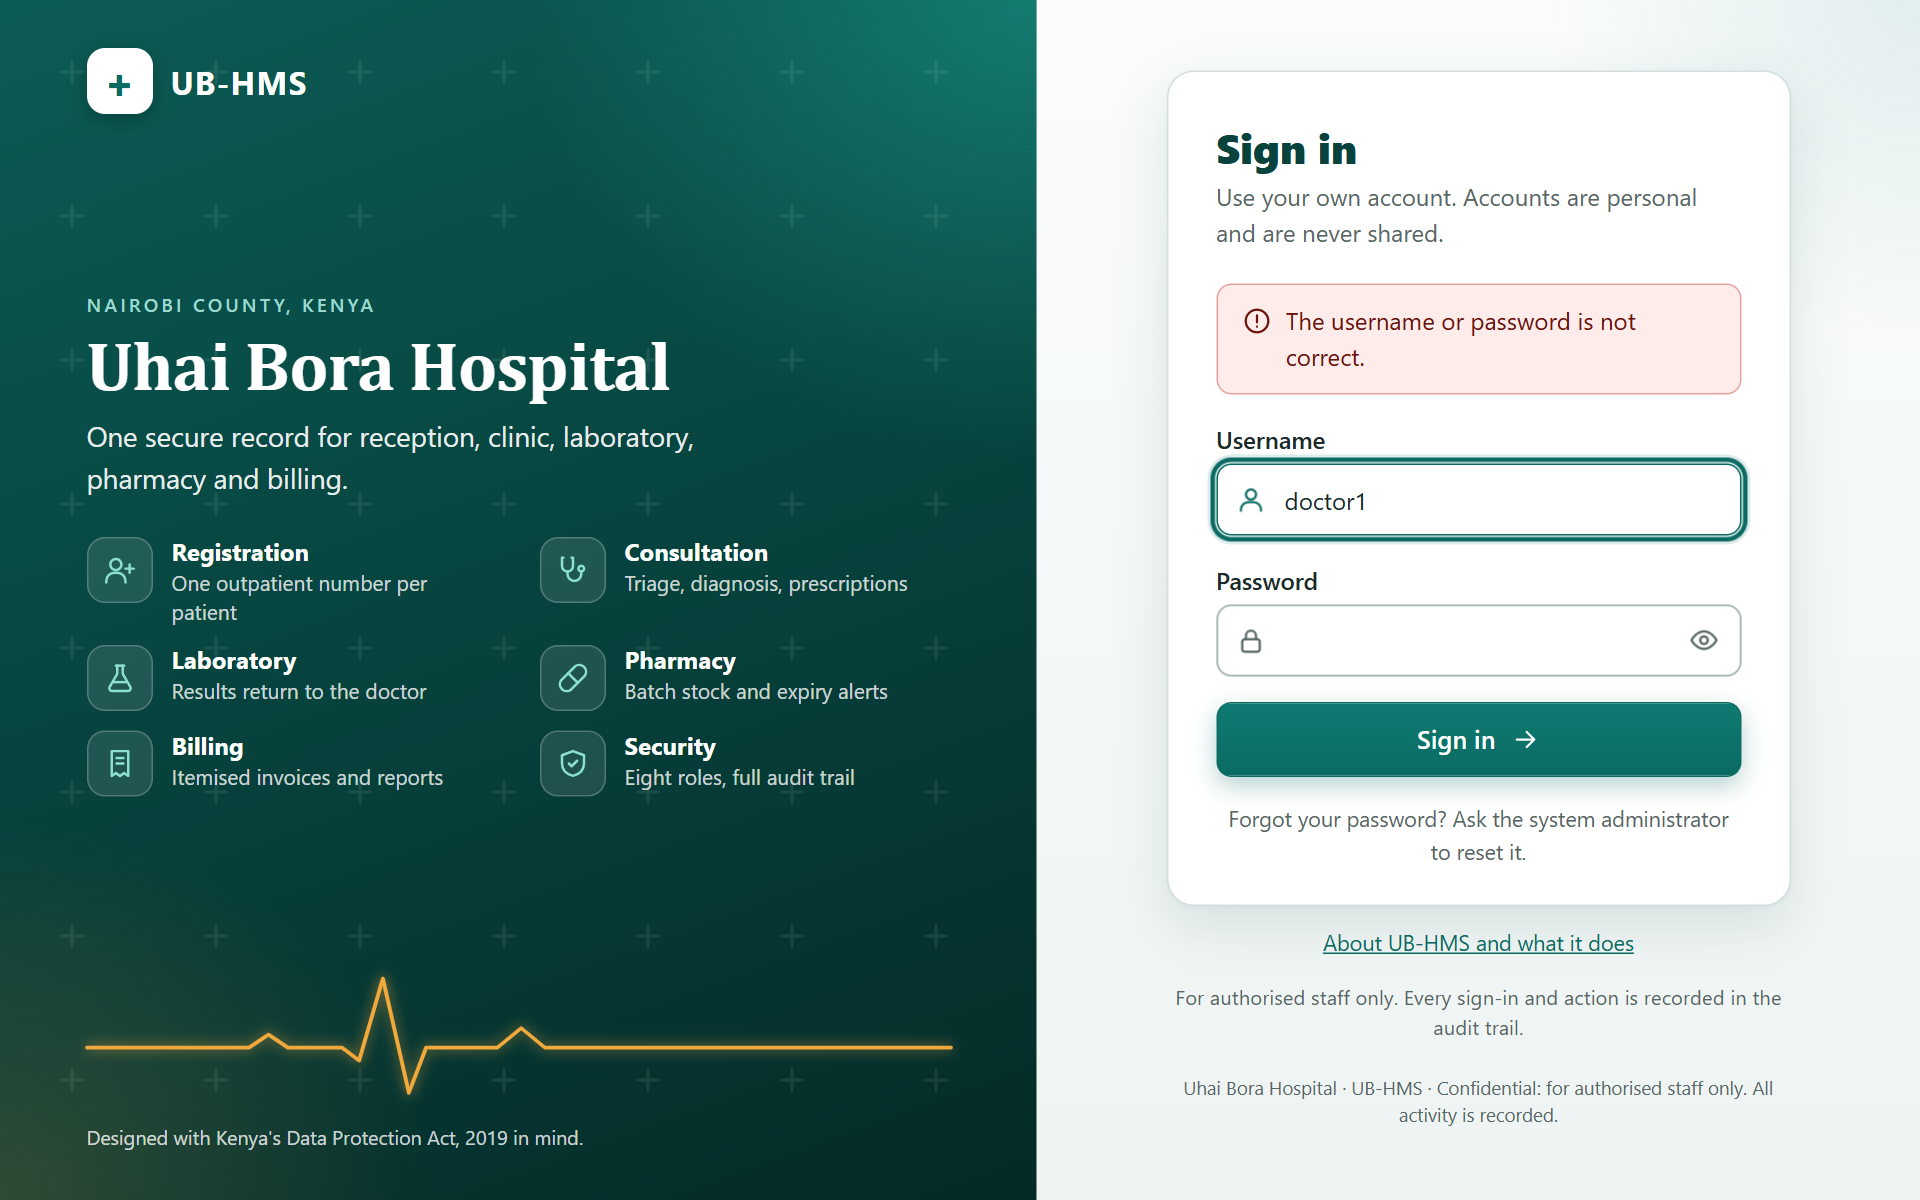 UB-HMS
NAIROBI COUNTY, KENYA
Uhai Bora Hospital
One secure record for reception, clinic, laboratory,
pharmacy and billing.
Registration
One outpatient number per
patient
Consultation
Triage, diagnosis, prescriptions
Laboratory
Results return to the doctor
Pharmacy
Batch stock and expiry alerts
Billing
Itemised invoices and reports
Security
Eight roles, full audit trail
Designed with Kenya's Data Protection Act, 2019 in mind.
Sign in
Use your own account. Accounts are personal
and are never shared.
The username or password is not
correct.
Username
doctor1
Password
Sign in
Forgot your password? Ask the system administrator
to reset it.
About UB-HMS and what it does
For authorised staff only. Every sign-in and action is recorded in the
audit trail.
Uhai Bora Hospital · UB-HMS · Confidential: for authorised staff only. All
activity is recorded.